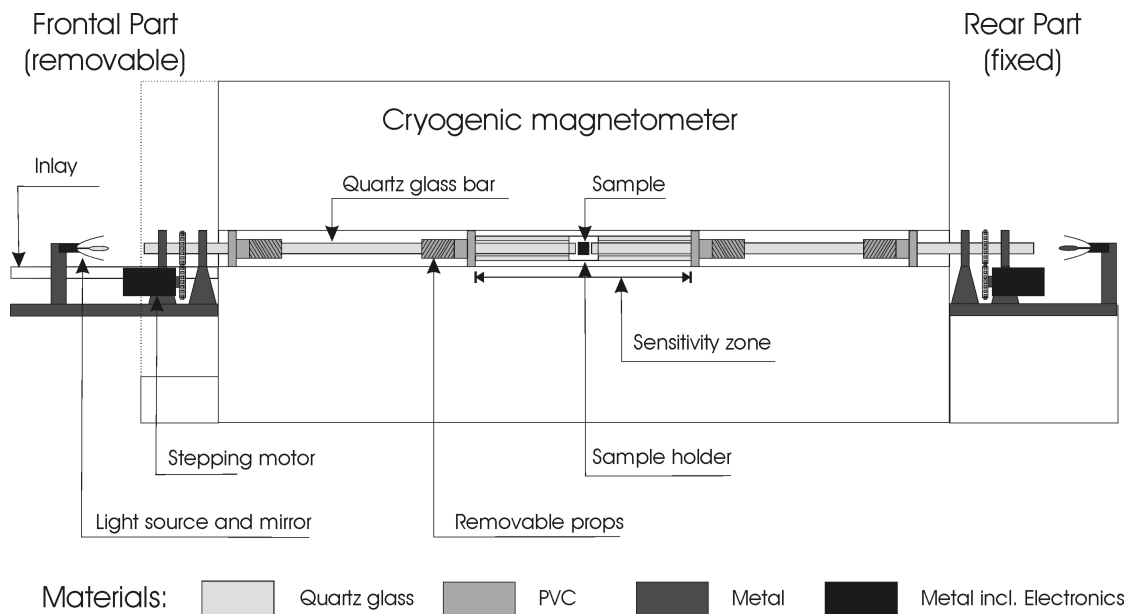 Frontal Part
(removable)
Rear Part
(fixed)
Cryogenic magnetometer
Inlay
Quartz glass bar
Sample
Sensitivity zone
Stepping motor
Sample holder
Light source and mirror
Removable props
Materials:
Quartz glass
PVC
Metal
Metal incl. Electronics